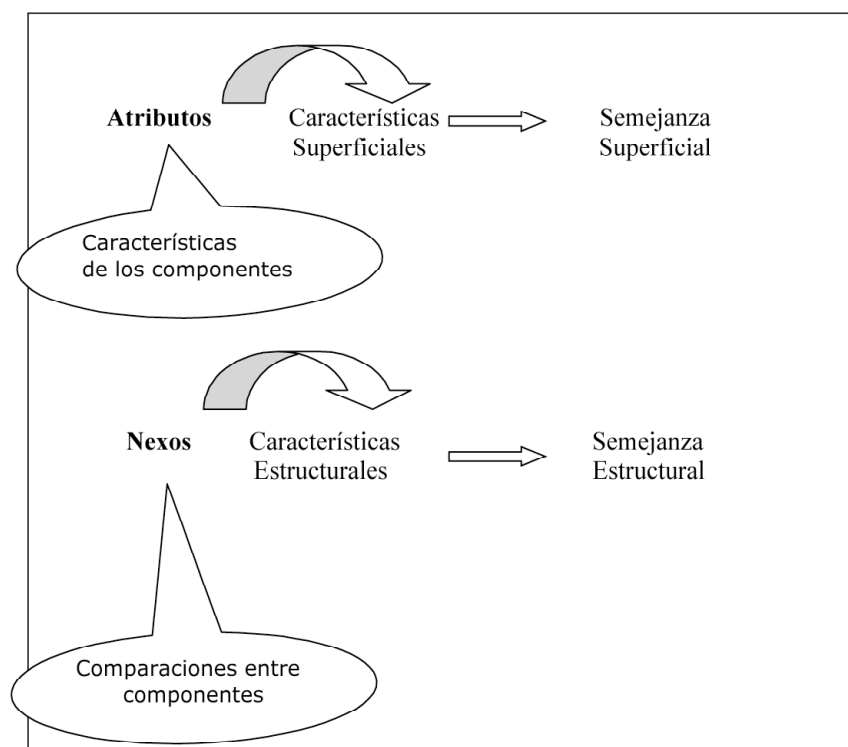 Atributos
Características
Superficiales
Semejanza
Superficial
Características
de los componentes
Nexos
Características
Estructurales
Semejanza
Estructural
Comparaciones entre
componentes